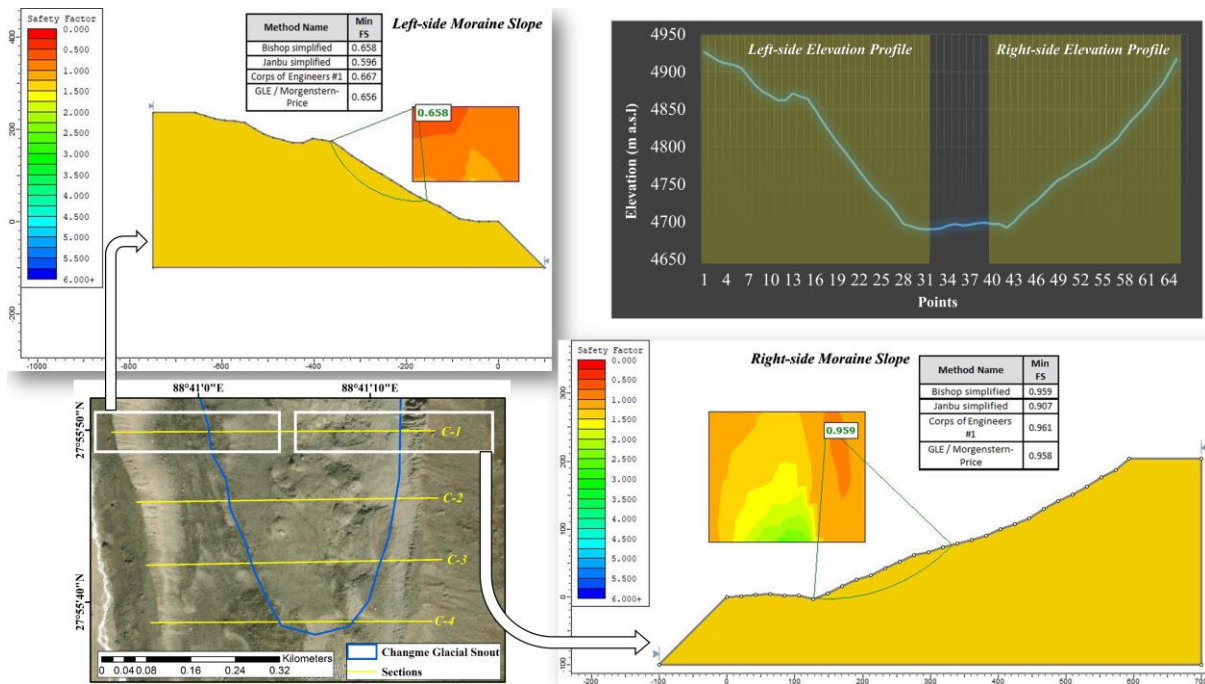 Safety Factor
0.000
0.500
1.000
1.500
2.000
2.500
3.000
3.500
4.000
4.500
5.000
5.500
6.000+
Left-side Moraine Slope
Method Name Min FS
Bishop simplified 0.658
Janbu simplified 0.596
Corps of Engineers #1 0.667
GLE / Morgenstern-
Price 0.656
0.658
400
200
0
-200
-1000 -800 -600 -400 -200 0
Left-side Elevation Profile
Right-side Elevation Profile
Elevation (m a.s.l)
4950
4900
4850
4800
4750
4700
4650
1 4 7 10 13 16 19 22 25 28 31 34 37 40 43 46 49 52 55 58 61 64
Points
88°41'0"E 88°41'10"E
27°55'50"N
27°55'40"N
C-1
C-2
C-3
C-4
Kilometers
0 0.04 0.08 0.16 0.24 0.32
Changme Glacial Snout
Sections
Safety Factor
0.000
0.500
1.000
1.500
2.000
2.500
3.000
3.500
4.000
4.500
5.000
5.500
6.000+
Right-side Moraine Slope
Method Name Min FS
Bishop simplified 0.959
Janbu simplified 0.907
Corps of Engineers
#1 0.961
GLE / Morgenstern-
Price 0.958
0.959
300
200
100
0
-100
-200 -100 0 100 200 300 400 500 600 700